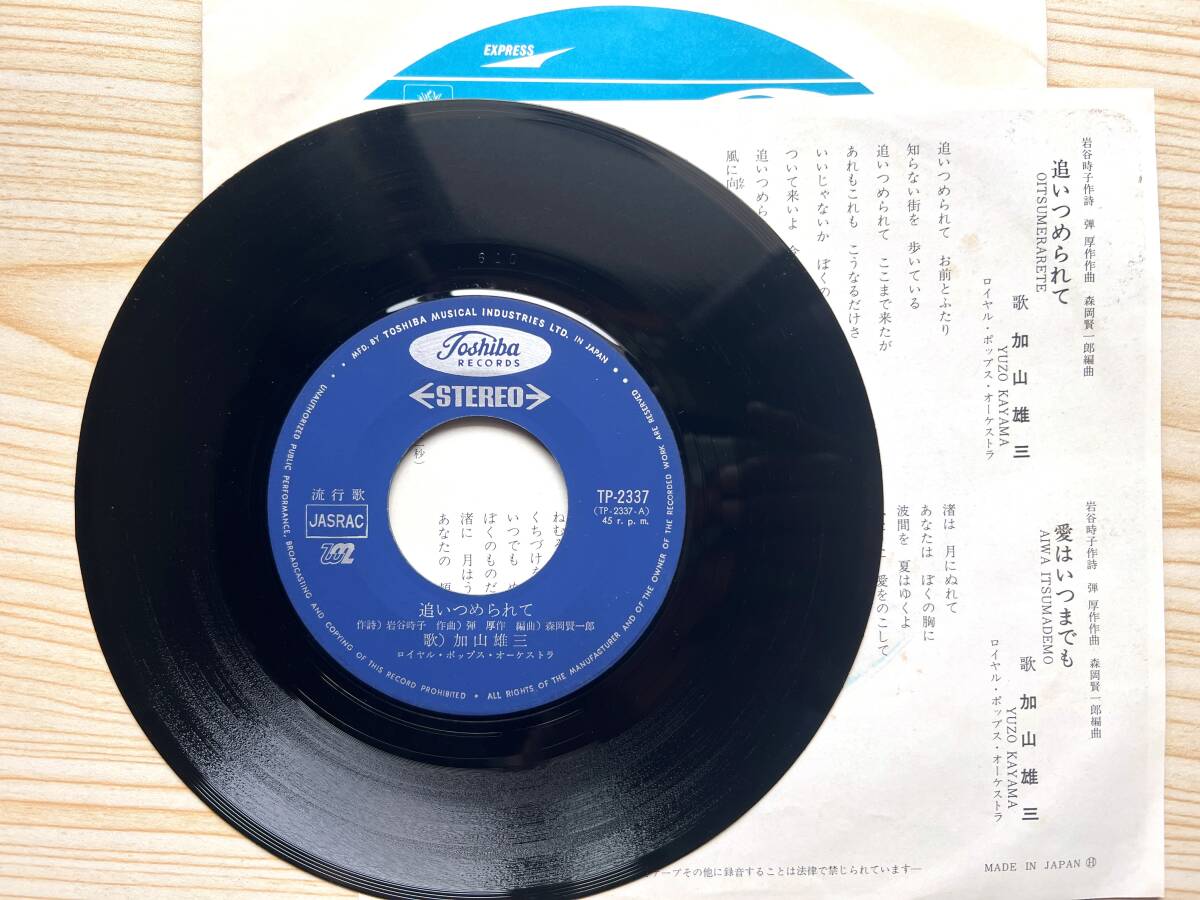 EXPRESS
岩谷時子作詩 弾 厚作作曲 森岡賢一郎編曲
追いつめられて
OITSUMERARETE
歌 加山雄三
YUZO KAYAMA
ロイヤル・ポップス・オーケストラ
追いつめられて お前とふたり
知らない街を 歩いている
追いつめられて ここまで来たが
あれもこれも こうなるだけさ
いいじゃないか ぼくの
ついて来いよ
追いつめら
風に向
岩谷時子作詩 弾 厚作作曲 森岡賢一郎編曲
愛はいつまでも
AIWA ITSUMADEMO
歌 加山雄三
YUZO KAYAMA
ロイヤル・ポップス・オーケストラ
渚は 月にぬれて
あなたは ぼくの胸に
波間を 夏はゆくよ
愛をのこして
620
MFD. BY TOSHIBA MUSICAL INDUSTRIES LTD. IN JAPAN
Toshiba
RECORDS
STEREO
流行歌
JASRAC
TP-2337
(TP-2337-A)
45 r.p.m.
秒)
くちづけ
いつでも
ぼくのものだ
渚に 月はう
あなたの
追いつめられて
作詩)岩谷時子 作曲)弾 厚作 編曲)森岡賢一郎
歌)加山雄三
ロイヤル・ポップス・オーケストラ
UNAUTHORIZED PUBLIC PERFORMANCE, BROADCASTING AND COPYING OF THIS RECORD PROHIBITED • ALL RIGHTS OF THE MANUFACTURER AND OF THE OWNER OF THE RECORDED WORK ARE RESERVED
テープその他に録音することは法律で禁じられています—
MADE IN JAPAN Ⓗ